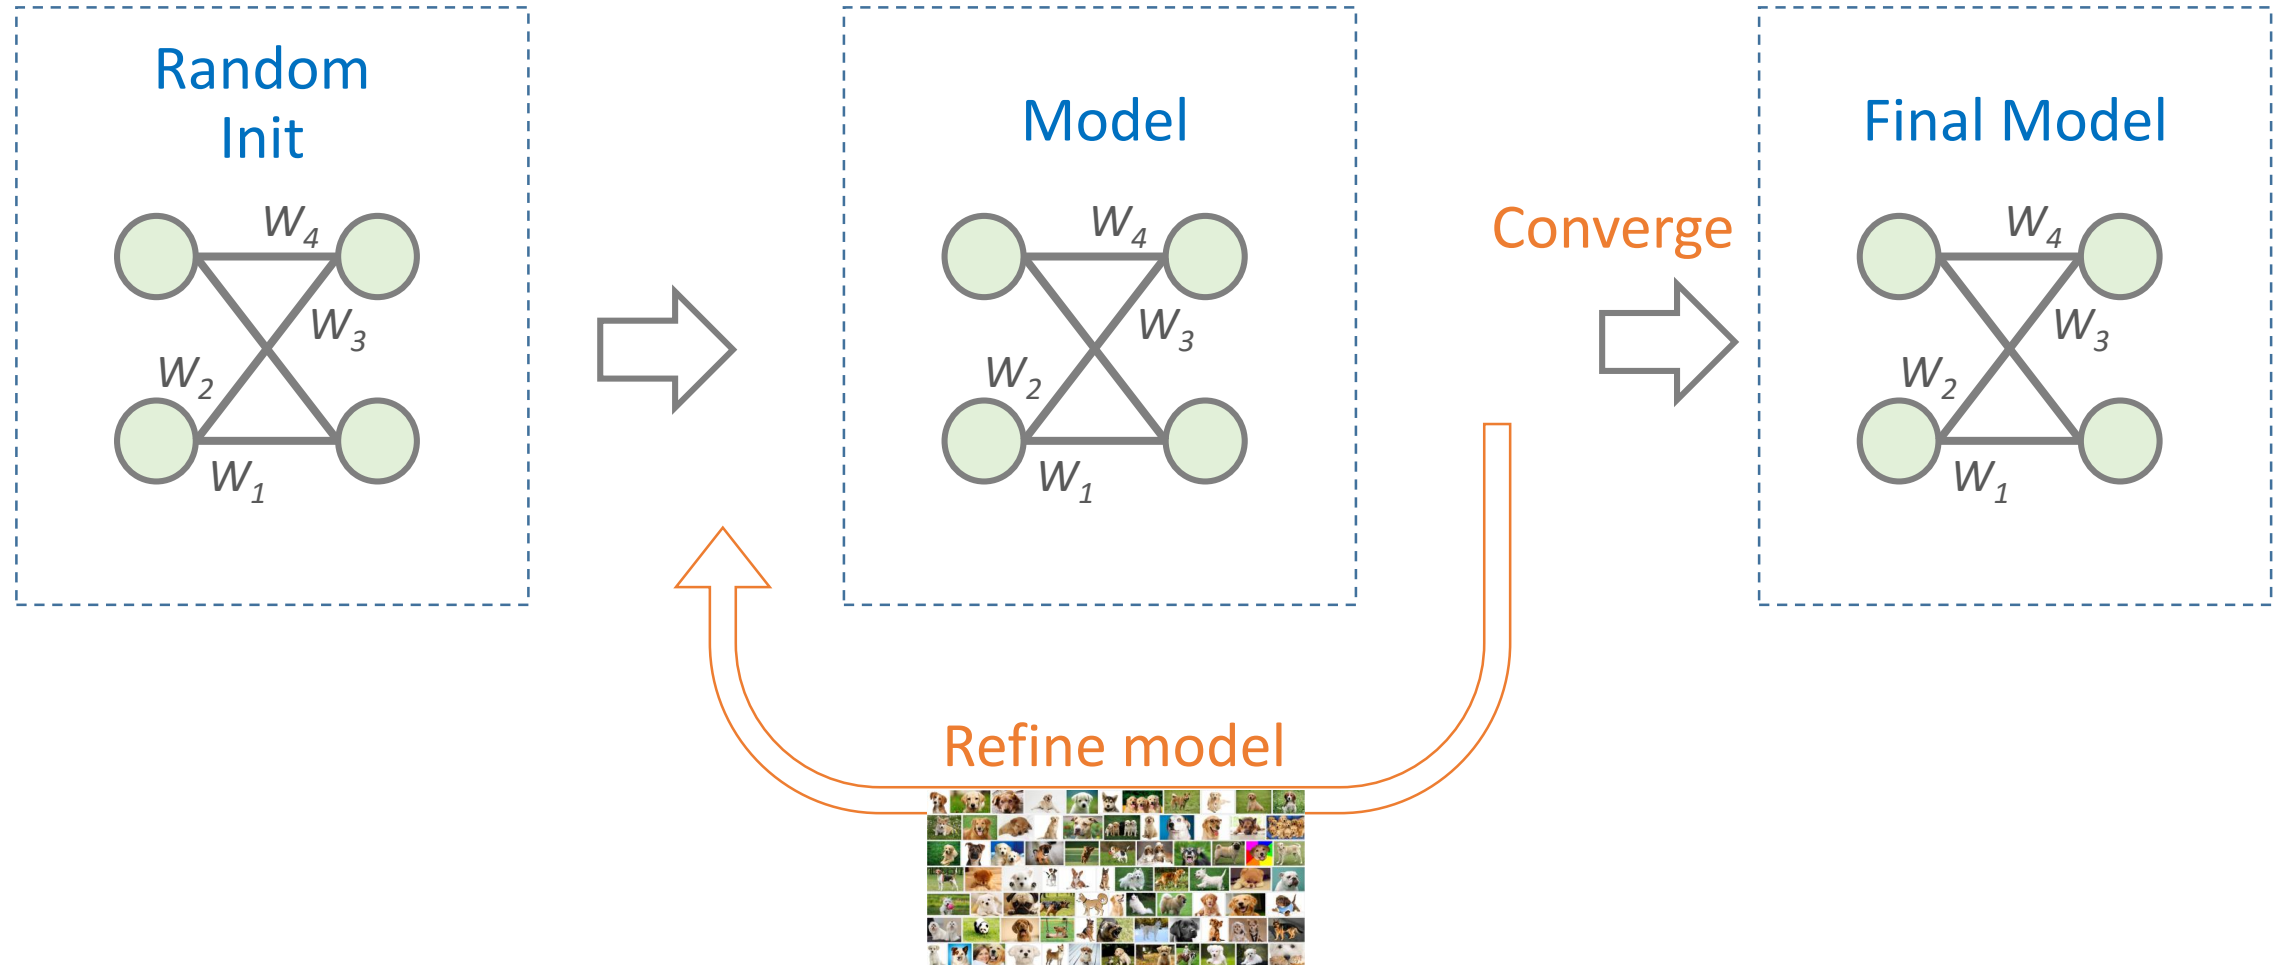 Random
Init
W4
W3
W2
W1
Model
W4
W3
W2
W1
Converge
Final Model
W4
W3
W2
W1
Refine model